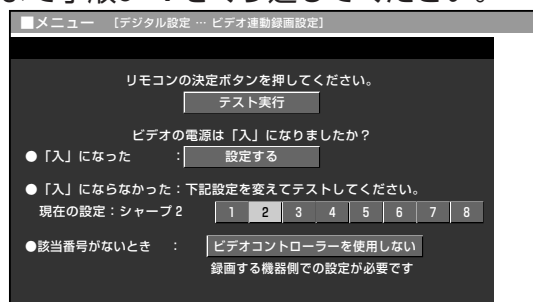 ■メニュー [デジタル設定 … ビデオ連動録画設定]
リモコンの決定ボタンを押してください。
テスト実行
ビデオの電源は「入」になりましたか？
●「入」になった : 設定する
●「入」にならなかった：下記設定を変えてテストしてください。
現在の設定：シャープ2 1 2 3 4 5 6 7 8
●該当番号がないとき ： ビデオコントローラーを使用しない
録画する機器側での設定が必要です